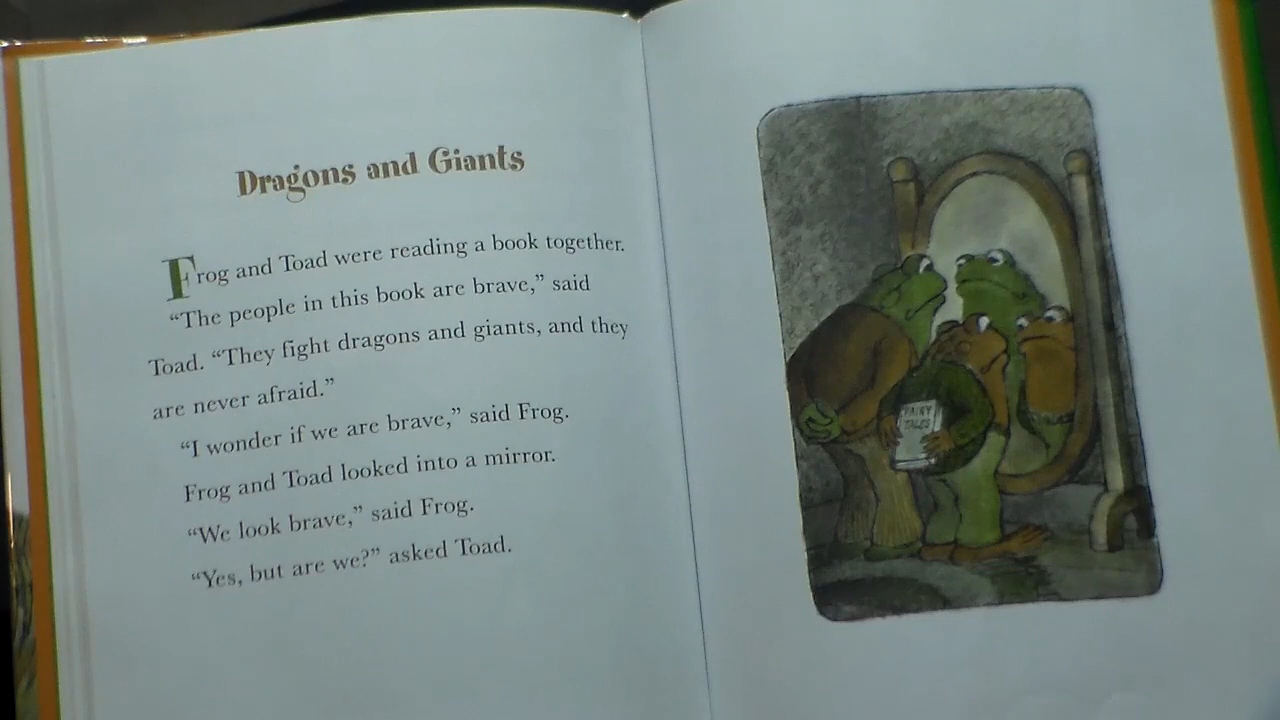 Dragons and Giants
Frog and Toad were reading a book together.
“The people in this book are brave,” said
Toad. “They fight dragons and giants, and they
are never afraid.”
“I wonder if we are brave,” said Frog.
Frog and Toad looked into a mirror.
“We look brave,” said Frog.
“Yes, but are we?” asked Toad.
FAIRY
TALES